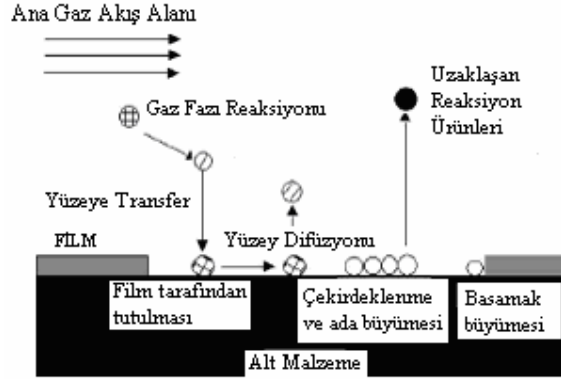 Ana Gaz Akış Alanı
Gaz Fazı Reaksiyonu
Uzaklaşan
Reaksiyon
Ürünleri
Yüzeye Transfer
Yüzey Difüzyonu
FİLM
Film tarafından
tutulması
Çekirdeklenme
ve ada büyümesi
Basamak
büyümesi
Alt Malzeme